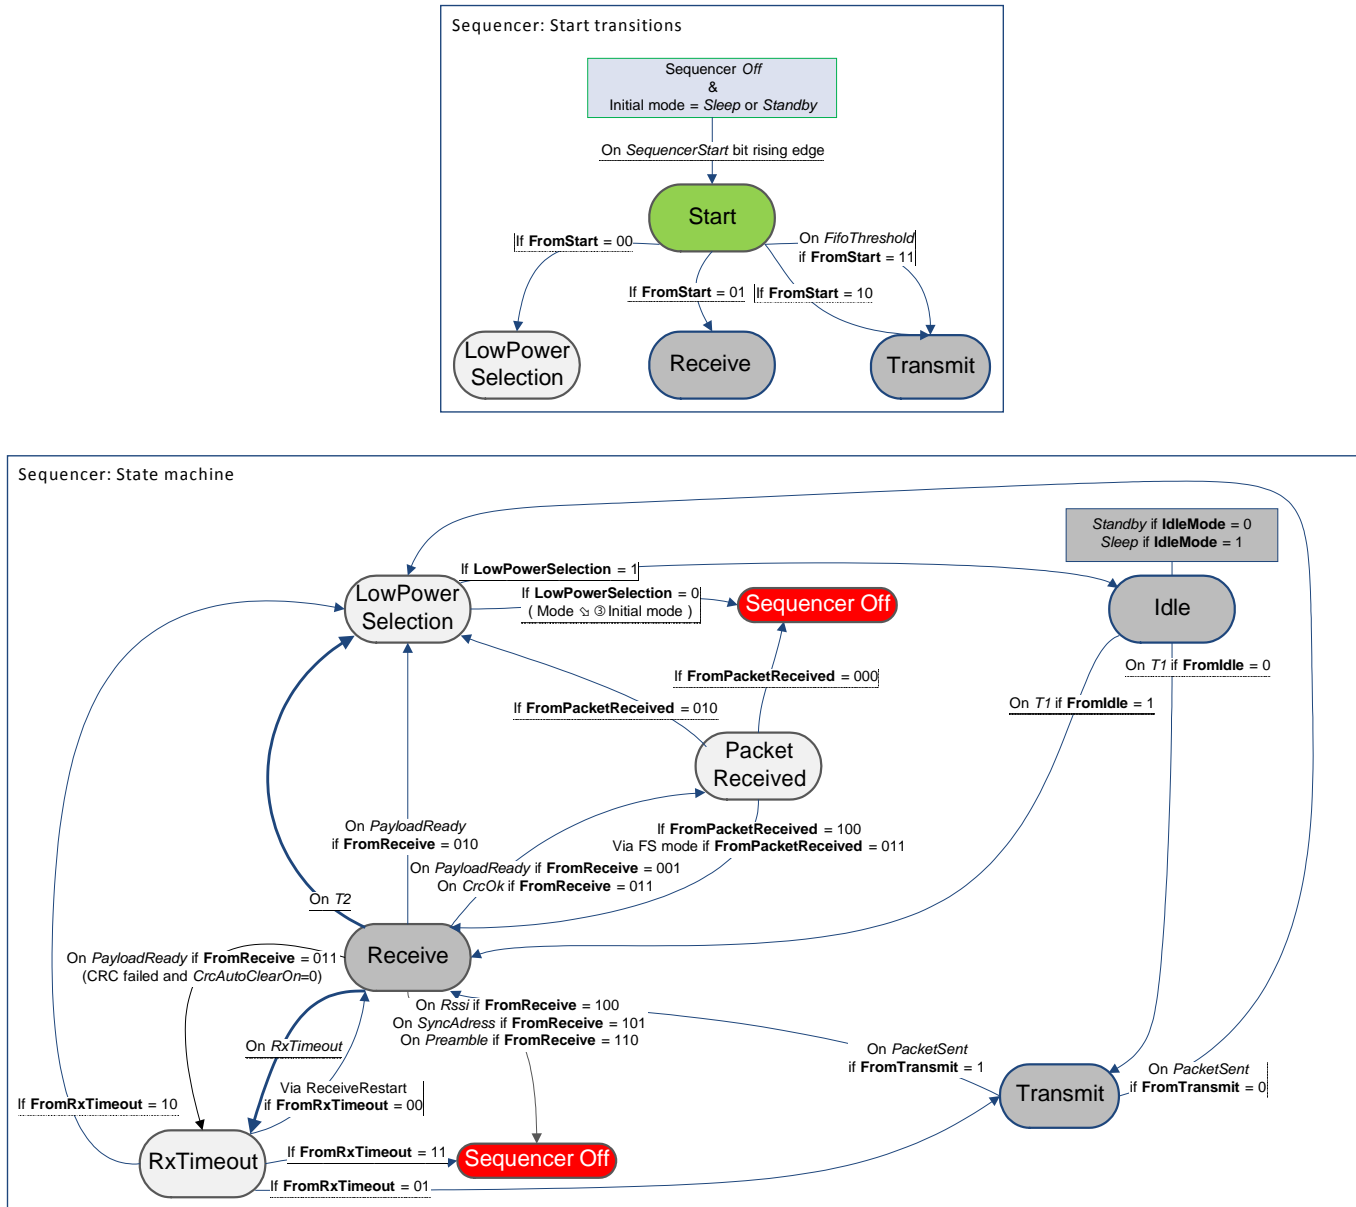 Sequencer: Start transitions
Sequencer Off
&
Initial mode = Sleep or Standby
On SequencerStart bit rising edge
Start
If FromStart = 00
On FifoThreshold
if FromStart = 11
If FromStart = 01
If FromStart = 10
LowPower
Selection
Receive
Transmit
Sequencer: State machine
Standby if IdleMode = 0
Sleep if IdleMode = 1
If LowPowerSelection = 1
LowPower
Selection
If LowPowerSelection = 0
( Mode ⇘ ③ Initial mode )
Sequencer Off
Idle
On T1 if FromIdle = 0
If FromPacketReceived = 000
On T1 if FromIdle = 1
If FromPacketReceived = 010
Packet
Received
On PayloadReady
if FromReceive = 010
If FromPacketReceived = 100
Via FS mode if FromPacketReceived = 011
On PayloadReady if FromReceive = 001
On CrcOk if FromReceive = 011
On T2
Receive
On PayloadReady if FromReceive = 011
(CRC failed and CrcAutoClearOn=0)
On Rssi if FromReceive = 100
On SyncAdress if FromReceive = 101
On Preamble if FromReceive = 110
On RxTimeout
On PacketSent
if FromTransmit = 1
On PacketSent
if FromTransmit = 0
Via ReceiveRestart
if FromRxTimeout = 00
Transmit
If FromRxTimeout = 10
RxTimeout
If FromRxTimeout = 11
Sequencer Off
If FromRxTimeout = 01